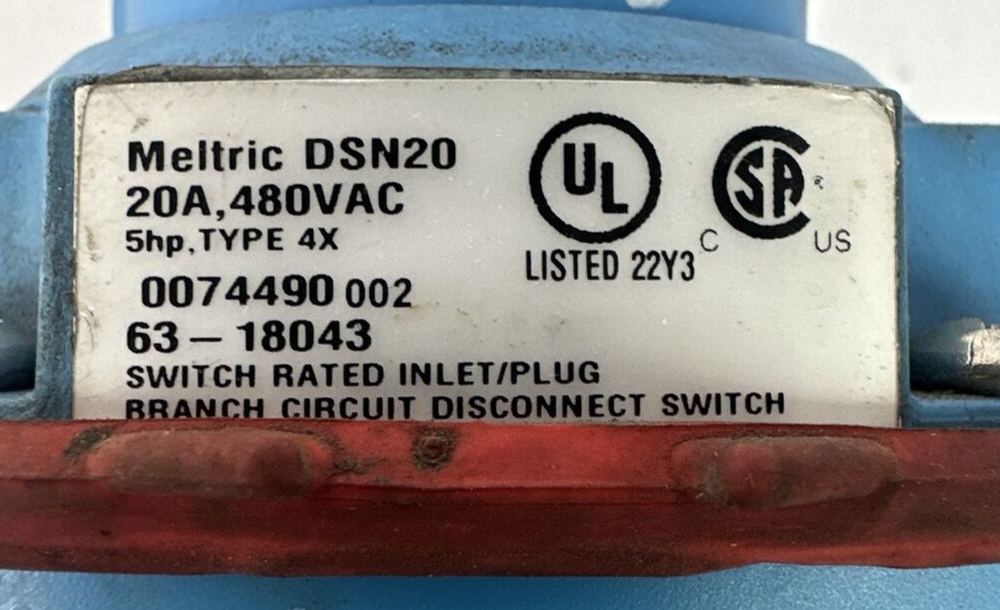 Meltric DSN20
20A,480VAC
5hp,TYPE 4X
0074490 002
63-18043
SWITCH RATED INLET/PLUG
BRANCH CIRCUIT DISCONNECT SWITCH
UL
LISTED 22Y3
C SA ® US